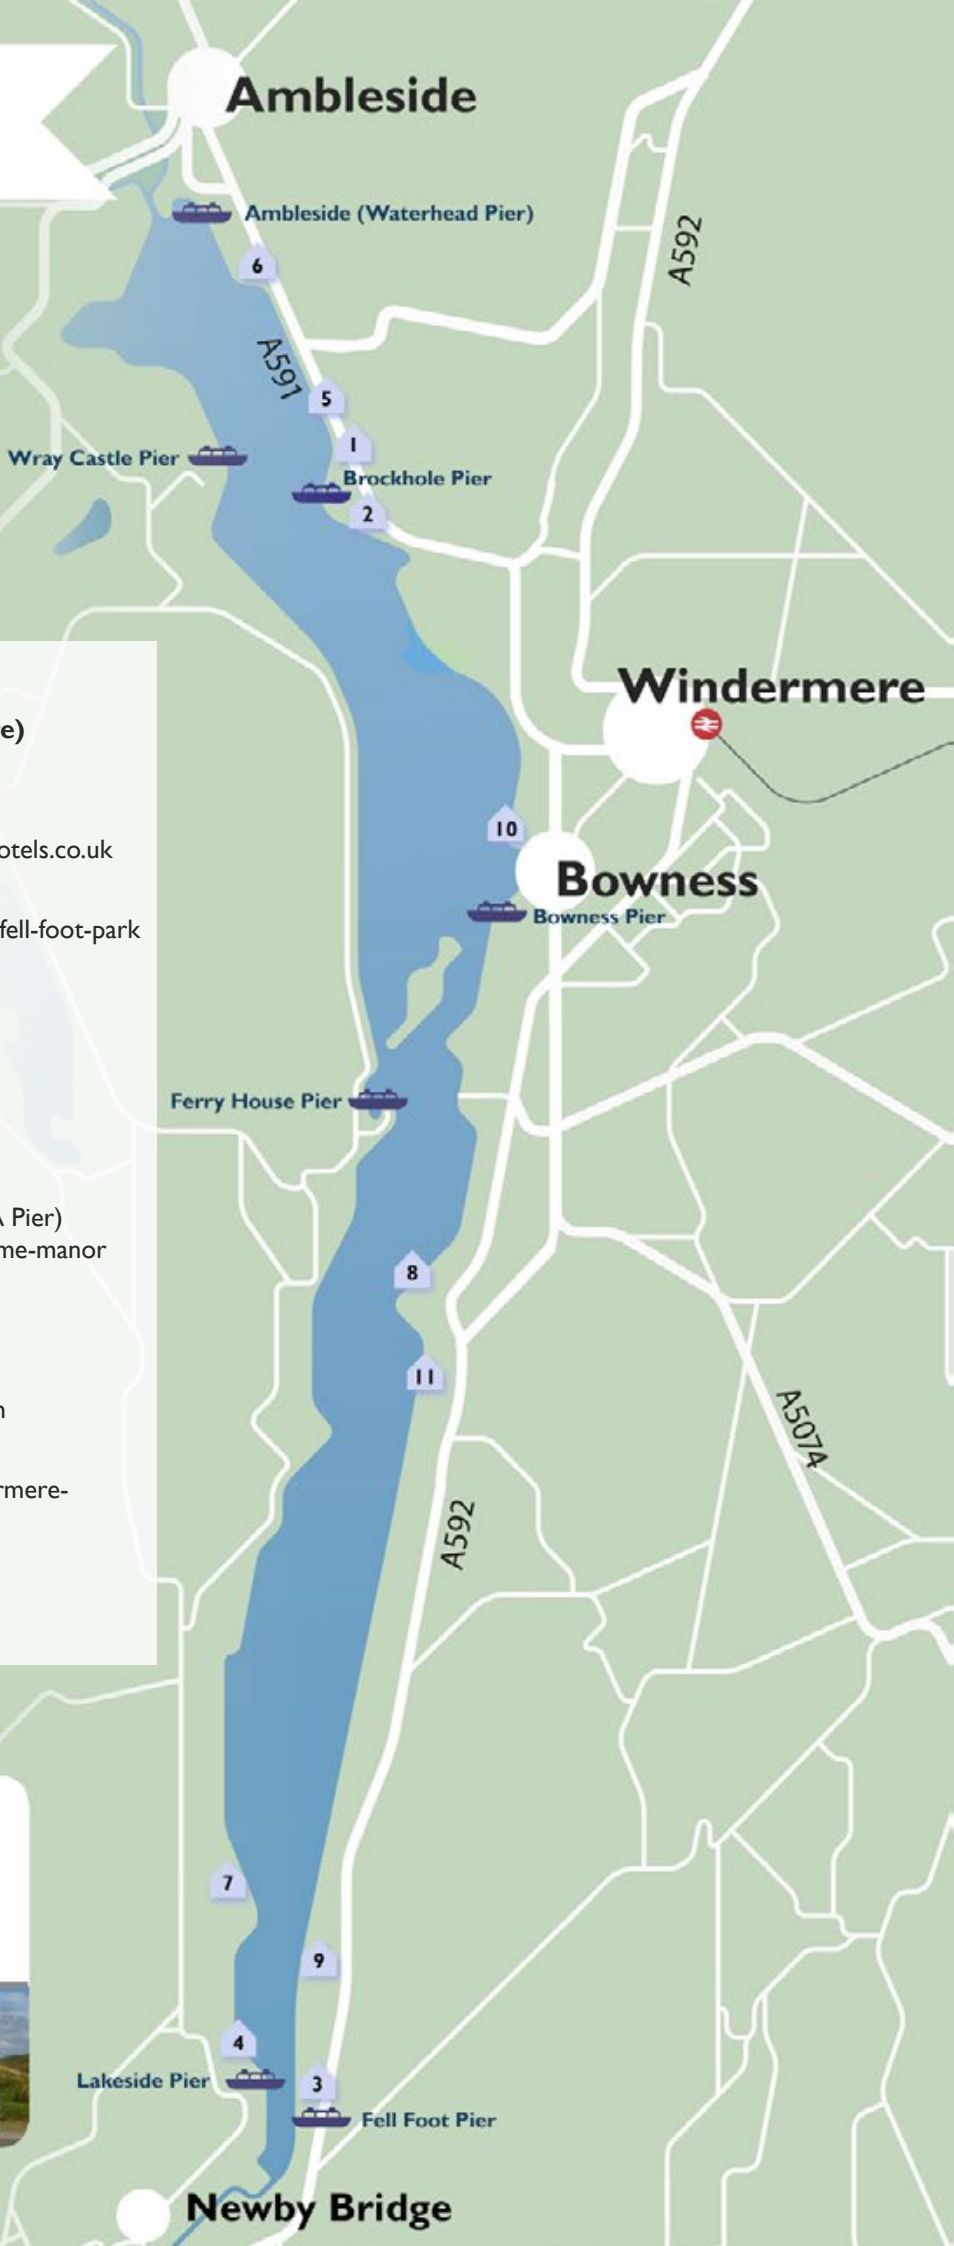 Ambleside
Ambleside (Waterhead Pier)
A592
6
A591
5
1
Wray Castle Pier
Brockhole Pier
2
Windermere
e)
10
otels.co.uk
Bowness
Bowness Pier
fell-foot-park
Ferry House Pier
Pier)
me-manor
8
11
n
A5074
rmere-
A592
7
9
4
Lakeside Pier
3
Fell Foot Pier
Newby Bridge